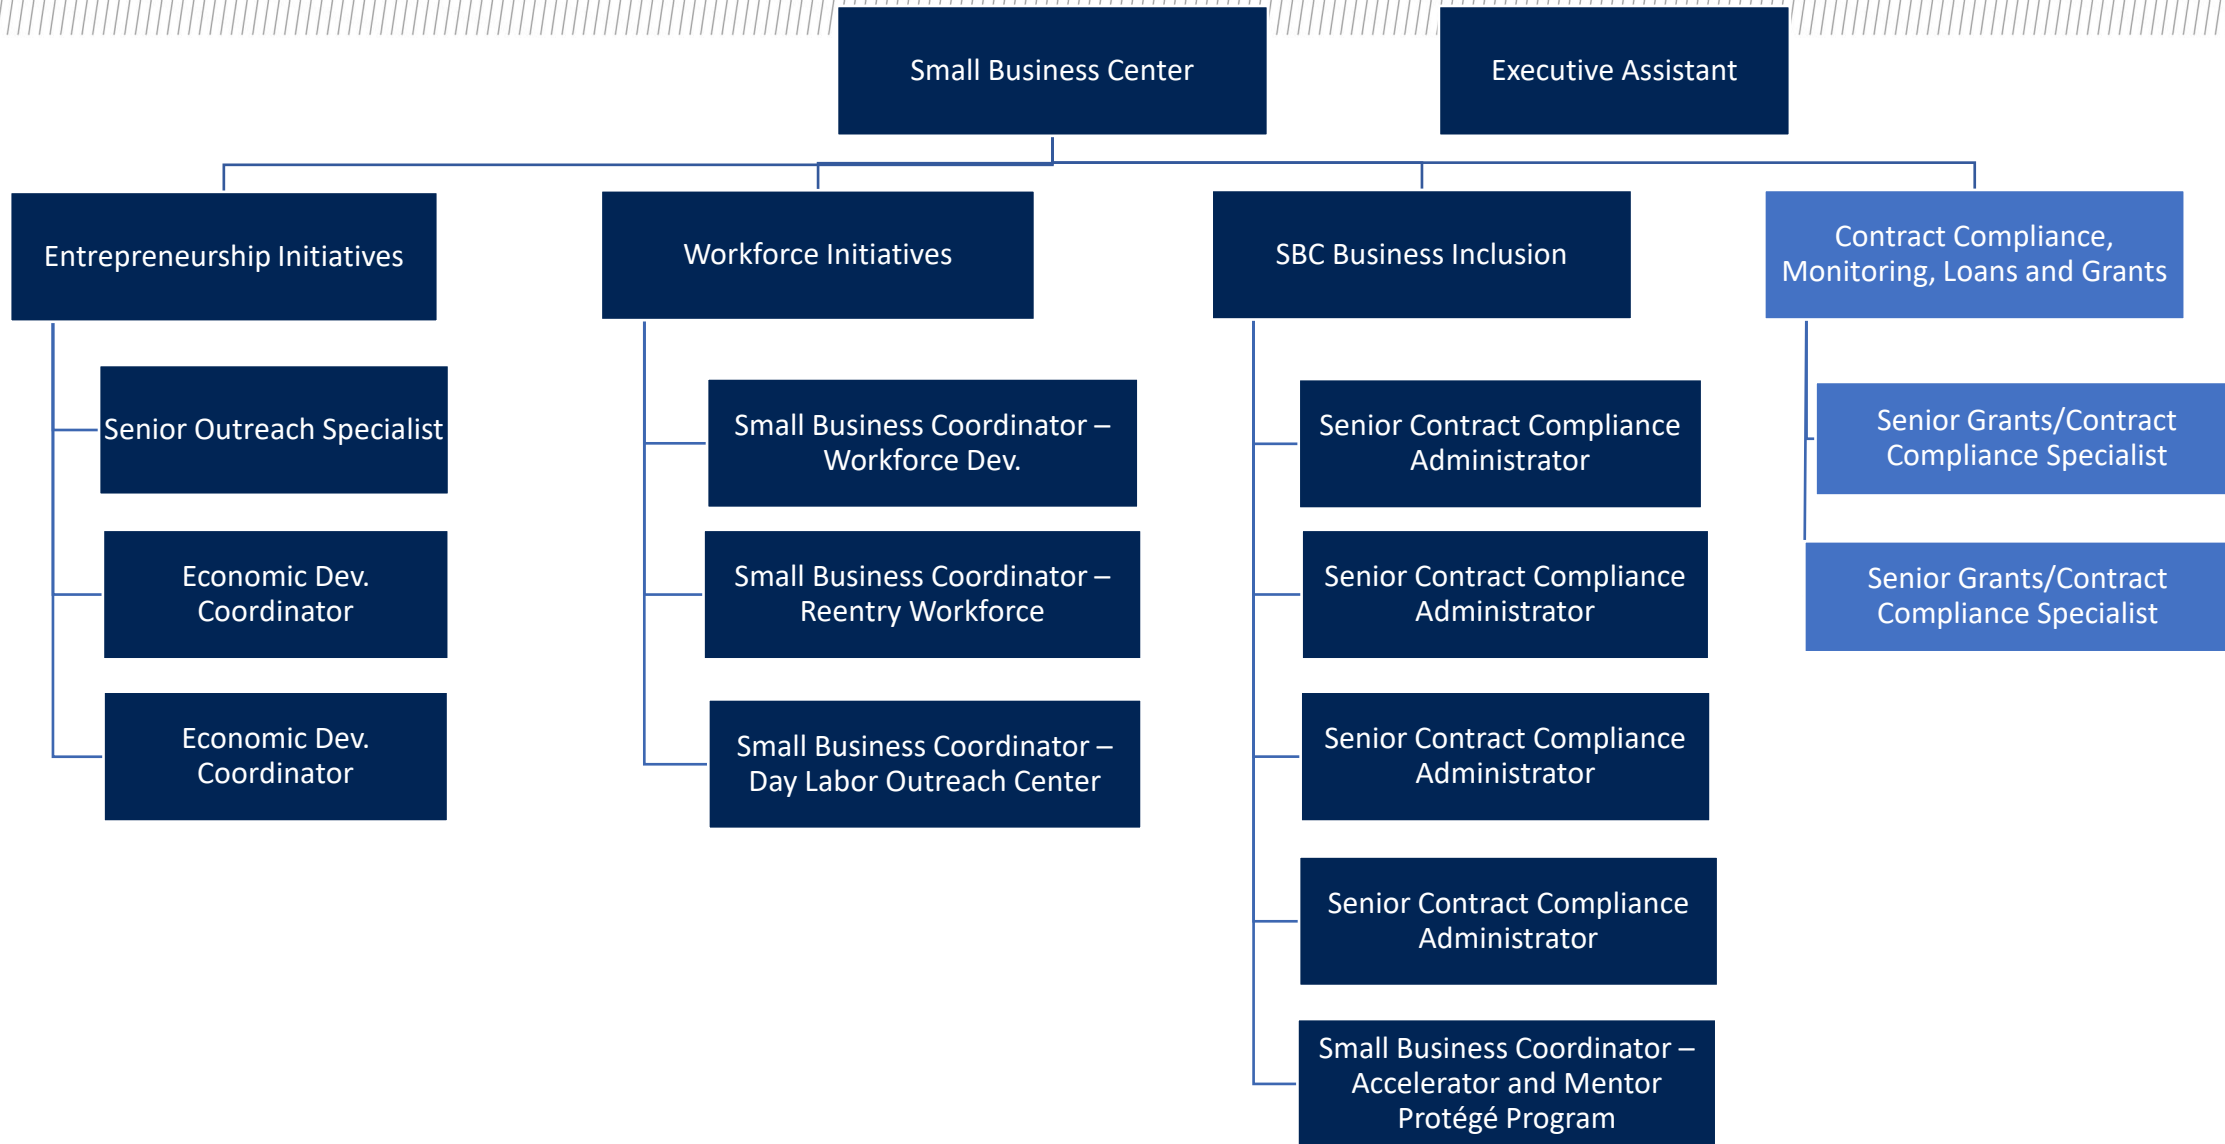 Small Business Center
Executive Assistant
Entrepreneurship Initiatives
Workforce Initiatives
SBC Business Inclusion
Contract Compliance,
Monitoring, Loans and Grants
Senior Outreach Specialist
Economic Dev.
Coordinator
Economic Dev.
Coordinator
Small Business Coordinator –
Workforce Dev.
Small Business Coordinator –
Reentry Workforce
Small Business Coordinator –
Day Labor Outreach Center
Senior Contract Compliance
Administrator
Senior Contract Compliance
Administrator
Senior Contract Compliance
Administrator
Senior Contract Compliance
Administrator
Small Business Coordinator –
Accelerator and Mentor
Protégé Program
Senior Grants/Contract
Compliance Specialist
Senior Grants/Contract
Compliance Specialist